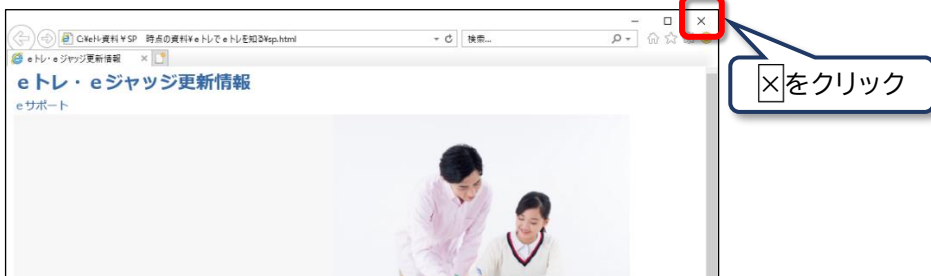 C:¥eﾄﾚ資料¥SP 時点の資料¥eトレでeトレを知る¥sp.html
検索...
eトレ・eジャッジ更新情報
eトレ・eジャッジ更新情報
eサポート
×をクリック